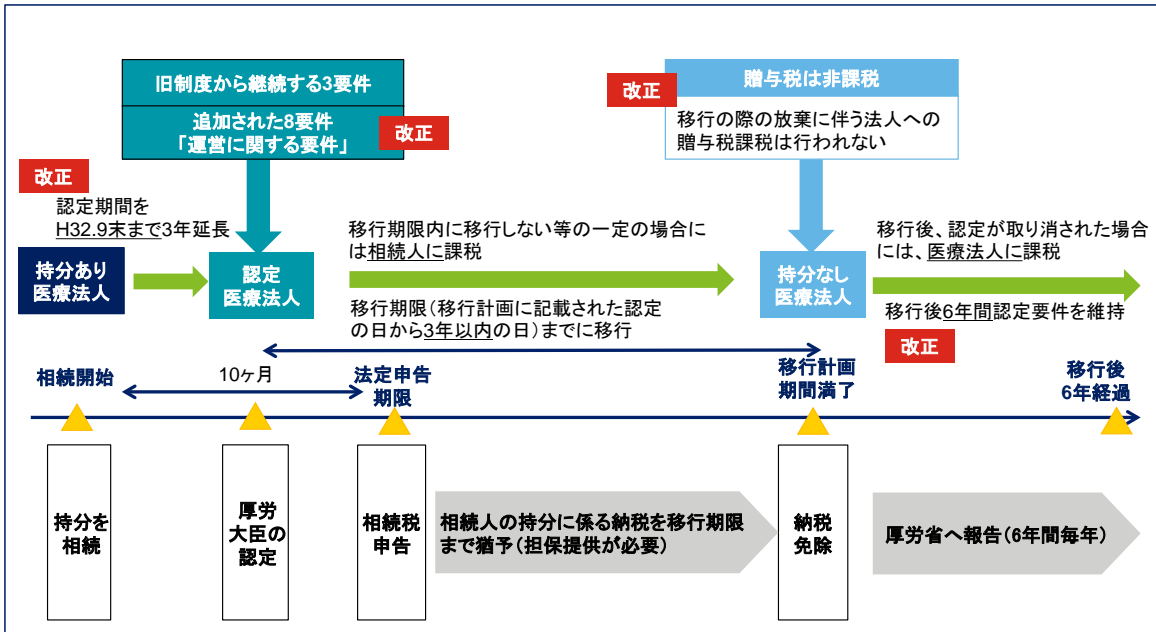 旧制度から継続する3要件
追加された8要件
「運営に関する要件」
改正
贈与税は非課税
改正
移行の際の放棄に伴う法人への
贈与税課税は行われない
改正
認定期間を
H32.9末まで3年延長
持分あり
医療法人
認定
医療法人
移行期限内に移行しない等の一定の場合に
は相続人に課税
移行期限（移行計画に記載された認定
の日から3年以内の日）までに移行
持分なし
医療法人
移行後、認定が取り消された場合
には、医療法人に課税
移行後6年間認定要件を維持
改正
相続開始
10ヶ月
法定申告
期限
移行計画
期間満了
移行後
6年経過
持分を
相続
厚労
大臣の
認定
相続税
申告
相続人の持分に係る納税を移行期限
まで猶予（担保提供が必要）
納税
免除
厚労省へ報告（6年間毎年）